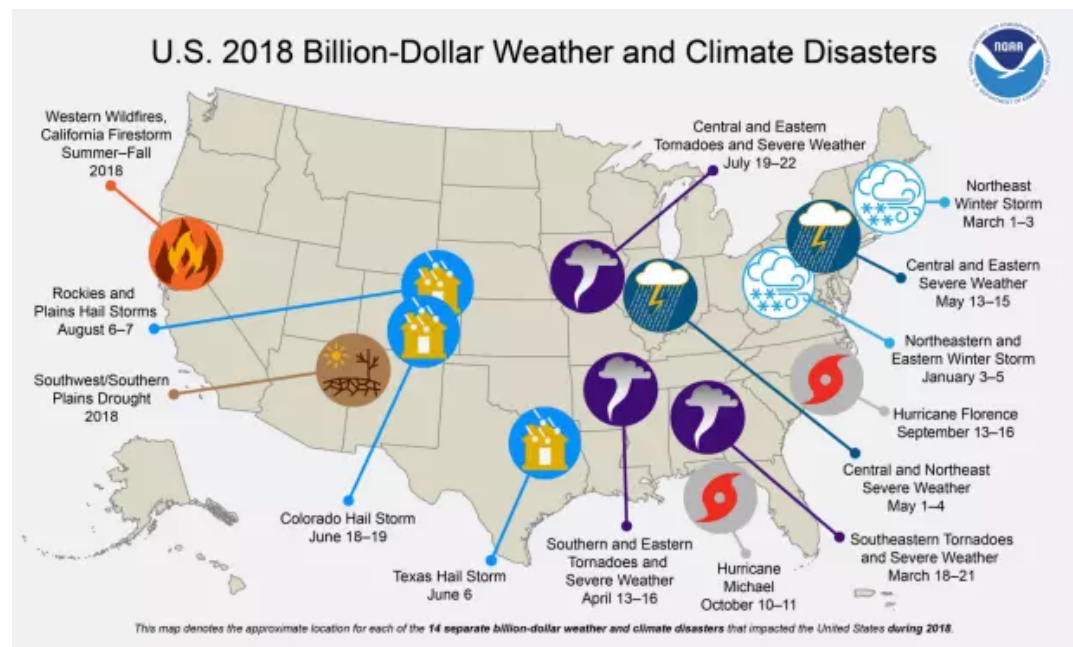 U.S. 2018 Billion-Dollar Weather and Climate Disasters
NOAA
Western Wildfires,
California Firestorm
Summer–Fall
2018
Central and Eastern
Tornadoes and Severe Weather
July 19–22
Northeast
Winter Storm
March 1–3
Central and Eastern
Severe Weather
May 13–15
Rockies and
Plains Hail Storms
August 6–7
Northeastern and
Eastern Winter Storm
January 3–5
Southwest/Southern
Plains Drought
2018
Hurricane Florence
September 13–16
Central and Northeast
Severe Weather
May 1–4
Colorado Hail Storm
June 18–19
Southeastern Tornadoes
and Severe Weather
March 18–21
Southern and Eastern
Tornadoes and
Severe Weather
April 13–16
Texas Hail Storm
June 6
Hurricane
Michael
October 10–11
This map denotes the approximate location for each of the 14 separate billion-dollar weather and climate disasters that impacted the United States during 2018.